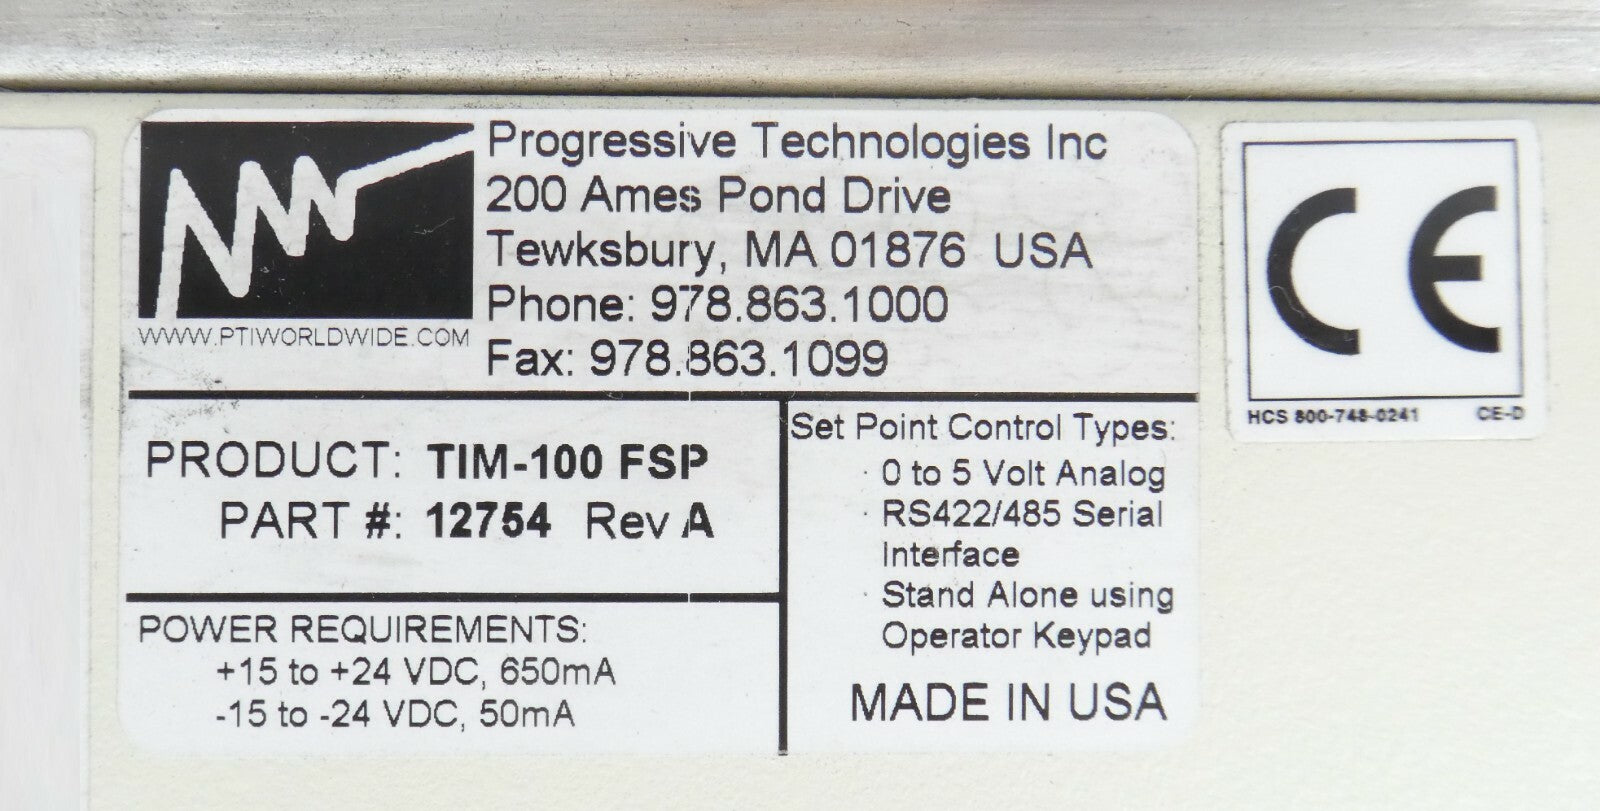 Progressive Technologies Inc
200 Ames Pond Drive
Tewksbury, MA 01876 USA
Phone: 978.863.1000
Fax: 978.863.1099
WWW.PTIWORLDWIDE.COM
PRODUCT: TIM-100 FSP
PART #: 12754 Rev A
POWER REQUIREMENTS:
+15 to +24 VDC, 650mA
-15 to -24 VDC, 50mA
Set Point Control Types:
· 0 to 5 Volt Analog
· RS422/485 Serial
Interface
· Stand Alone using
Operator Keypad
MADE IN USA
CE
HCS 800-748-0241 CE-D